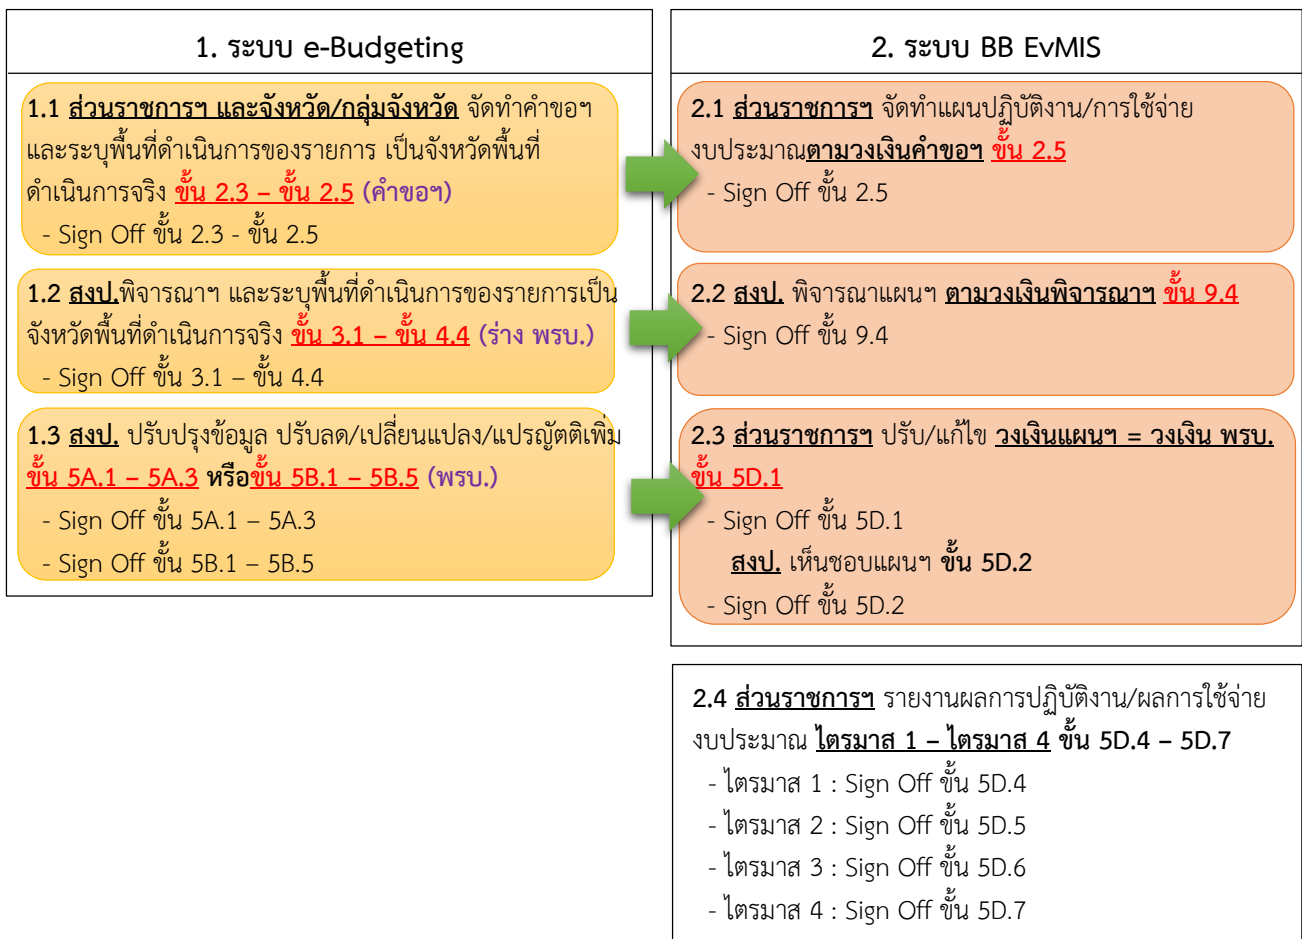 1. ระบบ e-Budgeting
1.1 ส่วนราชการฯ และจังหวัด/กลุ่มจังหวัด จัดทำคำขอฯ
และระบุพื้นที่ดำเนินการของรายการ เป็นจังหวัดพื้นที่
ดำเนินการจริง ขั้น 2.3 – ขั้น 2.5 (คำขอฯ)
- Sign Off ขั้น 2.3 - ขั้น 2.5
1.2 สงป.พิจารณาฯ และระบุพื้นที่ดำเนินการของรายการเป็น
จังหวัดพื้นที่ดำเนินการจริง ขั้น 3.1 – ขั้น 4.4 (ร่าง พรบ.)
- Sign Off ขั้น 3.1 – ขั้น 4.4
1.3 สงป. ปรับปรุงข้อมูล ปรับลด/เปลี่ยนแปลง/แปรญัตติเพิ่ม
ขั้น 5A.1 – 5A.3 หรือขั้น 5B.1 – 5B.5 (พรบ.)
- Sign Off ขั้น 5A.1 – 5A.3
- Sign Off ขั้น 5B.1 – 5B.5
2. ระบบ BB EvMIS
2.1 ส่วนราชการฯ จัดทำแผนปฏิบัติงาน/การใช้จ่าย
งบประมาณตามวงเงินคำขอฯ ขั้น 2.5
- Sign Off ขั้น 2.5
2.2 สงป. พิจารณาแผนฯ ตามวงเงินพิจารณาฯ ขั้น 9.4
- Sign Off ขั้น 9.4
2.3 ส่วนราชการฯ ปรับ/แก้ไข วงเงินแผนฯ = วงเงิน พรบ.
ขั้น 5D.1
- Sign Off ขั้น 5D.1
สงป. เห็นชอบแผนฯ ขั้น 5D.2
- Sign Off ขั้น 5D.2
2.4 ส่วนราชการฯ รายงานผลการปฏิบัติงาน/ผลการใช้จ่าย
งบประมาณ ไตรมาส 1 – ไตรมาส 4 ขั้น 5D.4 – 5D.7
- ไตรมาส 1 : Sign Off ขั้น 5D.4
- ไตรมาส 2 : Sign Off ขั้น 5D.5
- ไตรมาส 3 : Sign Off ขั้น 5D.6
- ไตรมาส 4 : Sign Off ขั้น 5D.7